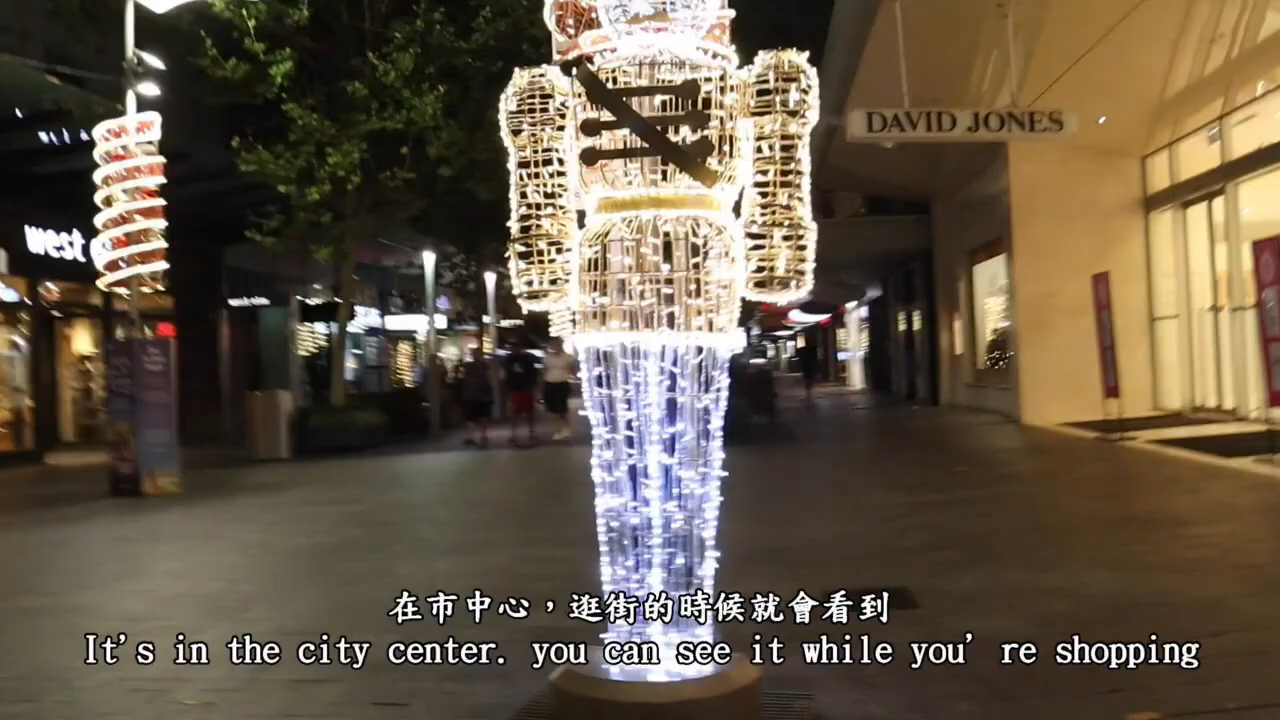 DAVID JONES
west
在市中心，逛街的時候就會看到
It's in the city center. you can see it while you're shopping